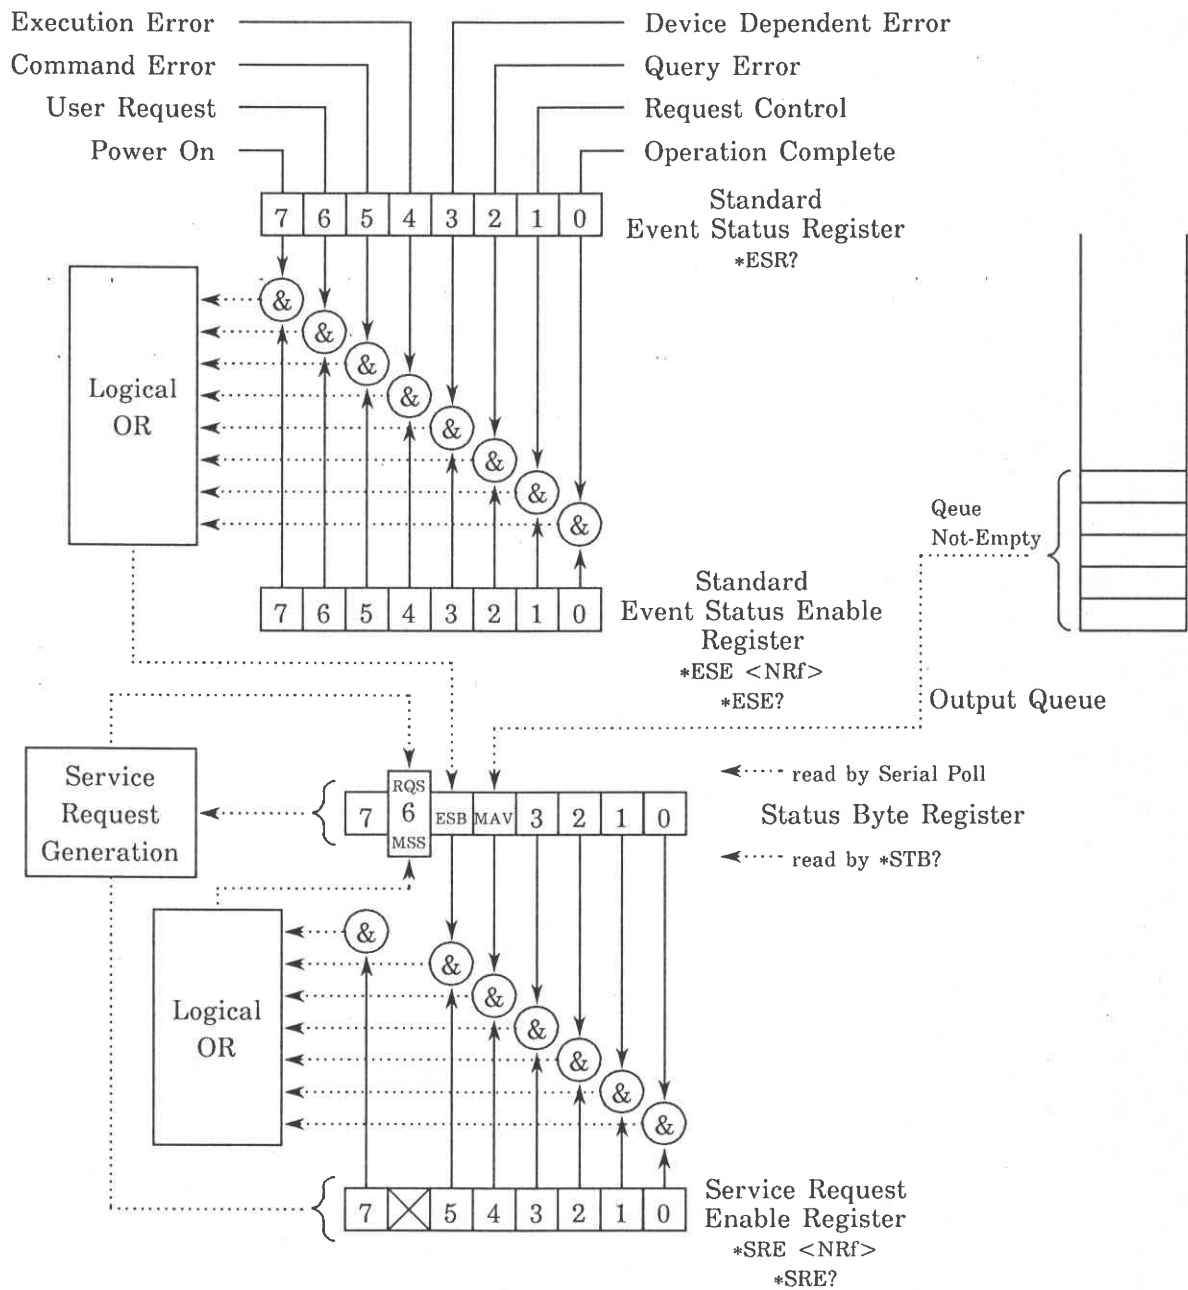 Execution Error
Device Dependent Error
Command Error
Query Error
User Request
Request Control
Power On
Operation Complete
7 6 5 4 3 2 1 0
Standard
Event Status Register
*ESR?
&
&
&
&
&
&
&
&
Logical
OR
Qeue
Not-Empty
7 6 5 4 3 2 1 0
Standard
Event Status Enable
Register
*ESE <NRf>
*ESE?
Output Queue
Service
Request
Generation
7
RQS
6
MSS
ESB MAV 3 2 1 0
read by Serial Poll
Status Byte Register
read by *STB?
&
&
&
&
&
&
&
Logical
OR
7 5 4 3 2 1 0
Service Request
Enable Register
*SRE <NRf>
*SRE?